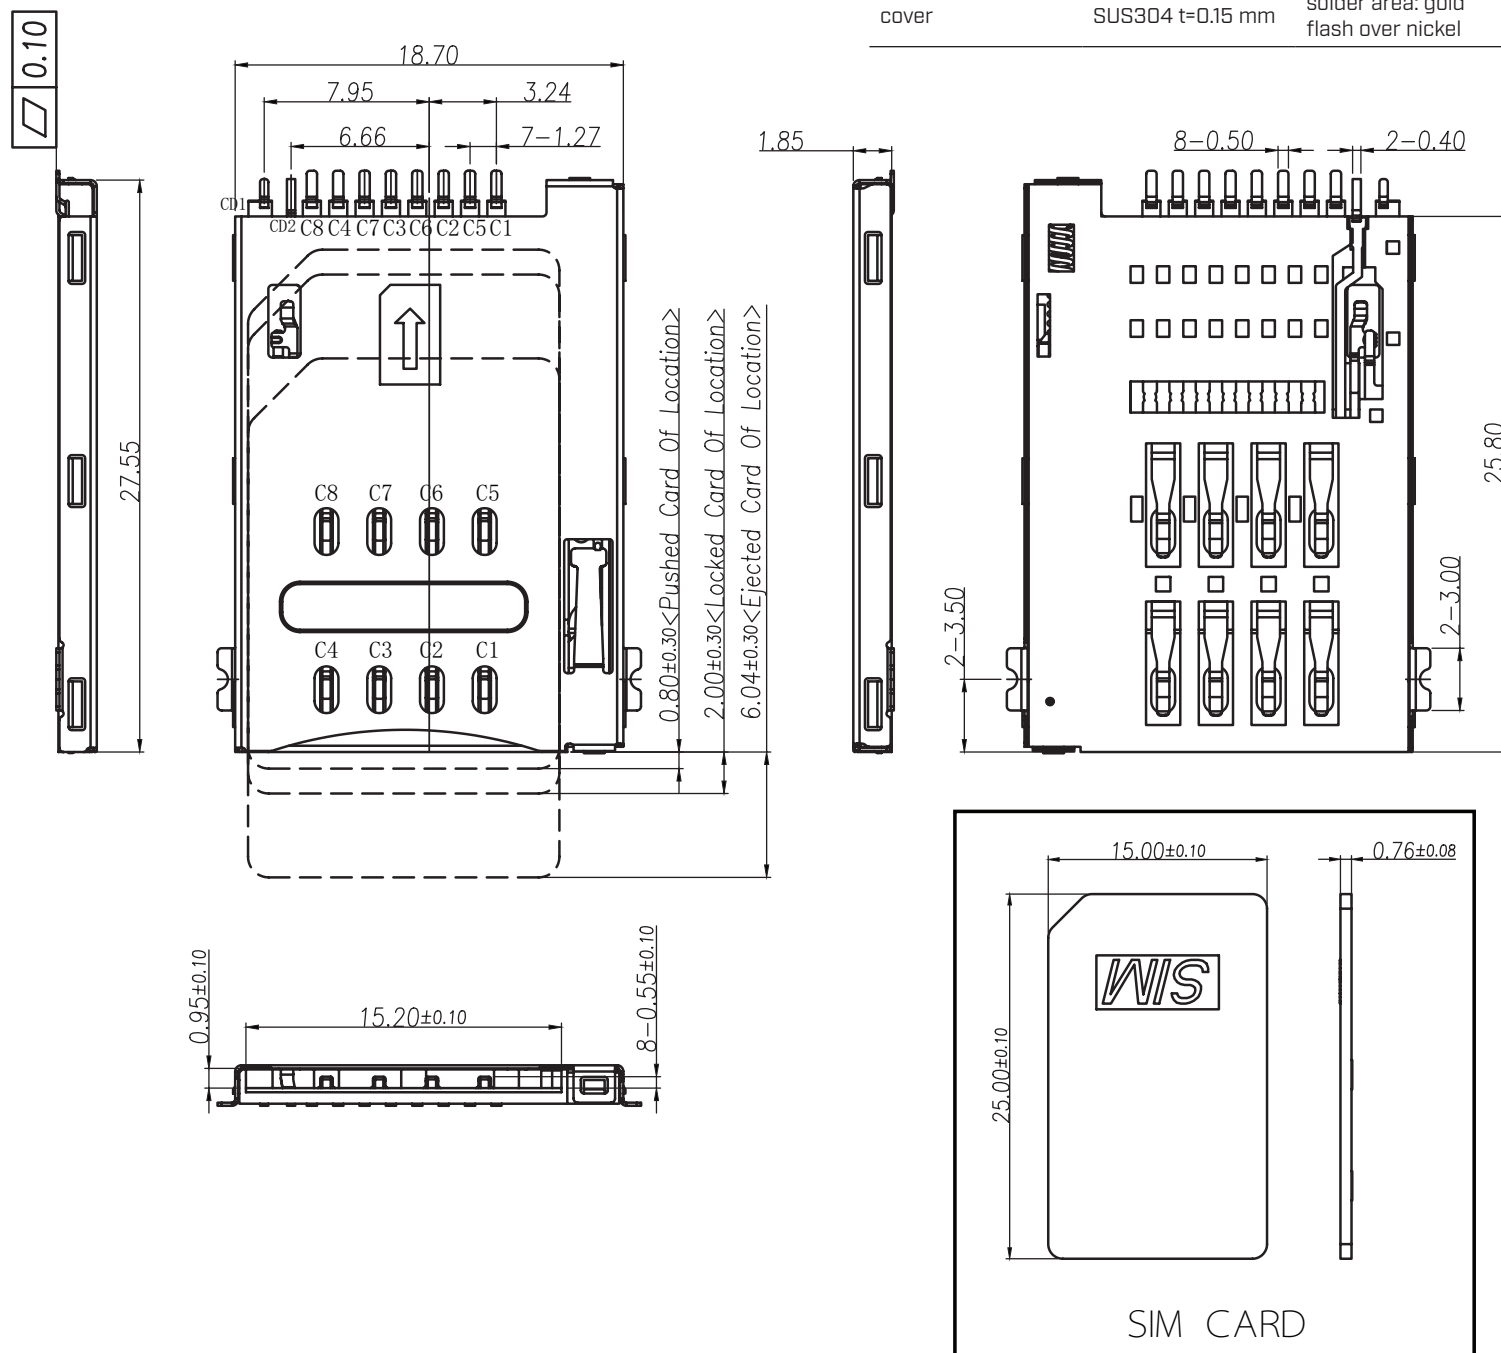 cover
SUS304 t=0.15 mm
solder area: gold
flash over nickel
0.10
18.70
7.95
3.24
6.66
7-1.27
1.85
8-0.50
2-0.40
CD1
CD2 C8 C4 C7 C3 C6 C2 C5 C1
27.55
C8 C7 C6 C5
C4 C3 C2 C1
0.80±0.30<Pushed Card Of Location>
2.00±0.30<Locked Card Of Location>
6.04±0.30<Ejected Card Of Location>
25.80
2-3.50
2-3.00
0.95±0.10
15.20±0.10
8-0.55±0.10
15.00±0.10
0.76±0.08
25.00±0.10
SIM
SIM CARD